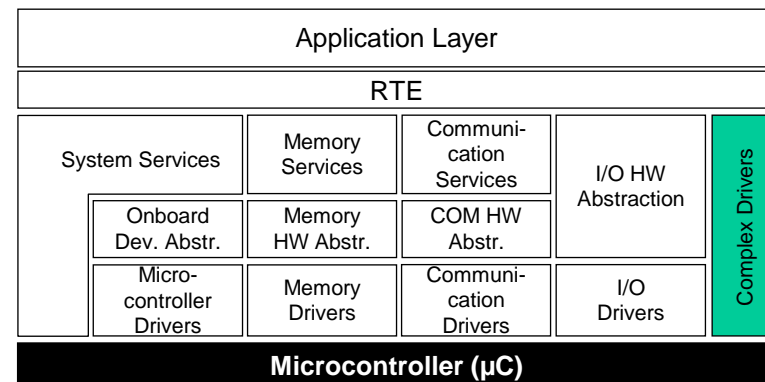 Application Layer
RTE
System Services
Memory
Services
Communi-
cation
Services
I/O HW
Abstraction
Complex Drivers
Onboard
Dev. Abstr.
Memory
HW Abstr.
COM HW
Abstr.
Micro-
controller
Drivers
Memory
Drivers
Communi-
cation
Drivers
I/O
Drivers
Microcontroller (µC)